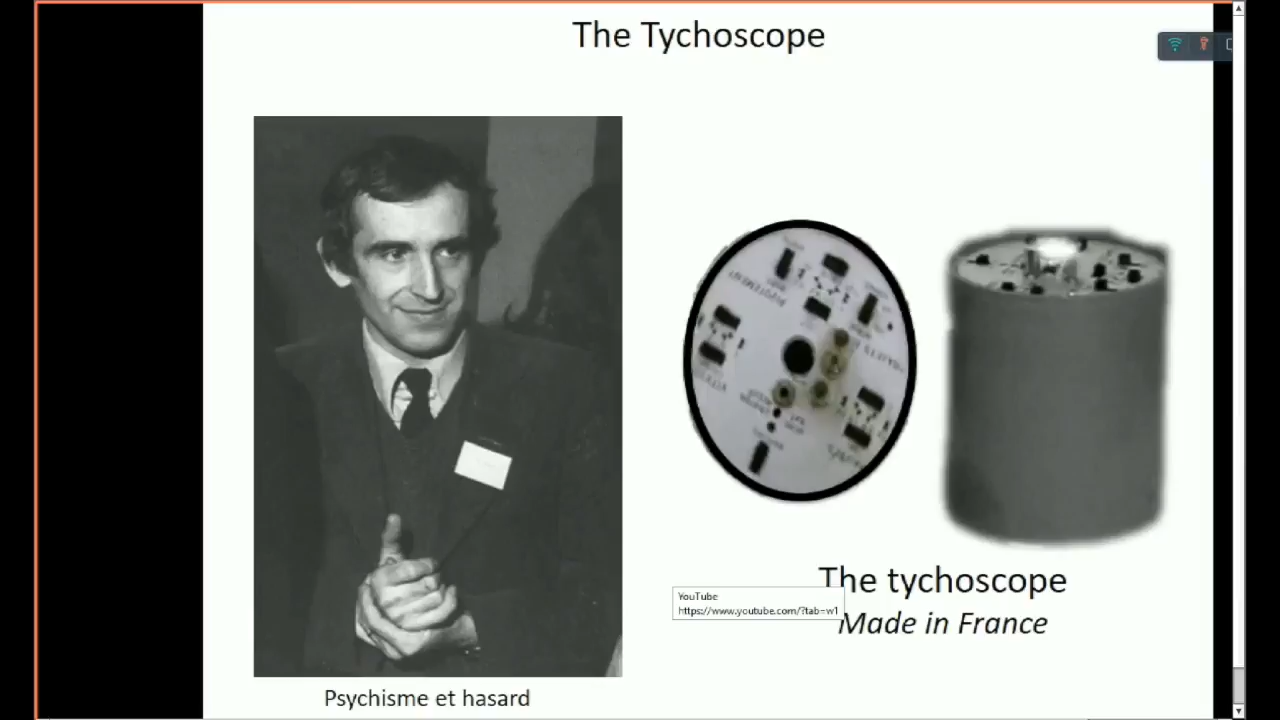 The Tychoscope
The tychoscope
Made in France
YouTube
https://www.youtube.com/?tab=w1
Psychisme et hasard